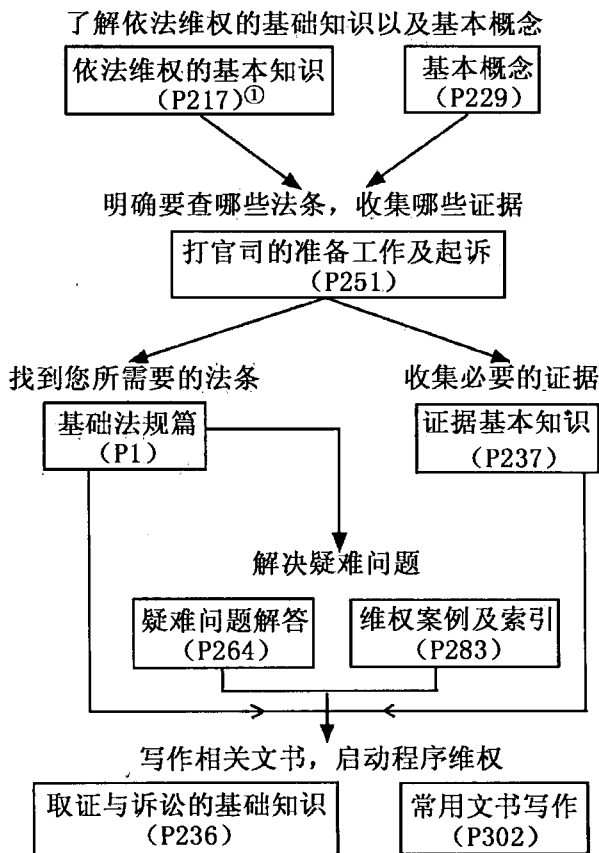 了解依法维权的基础知识以及基本概念
依法维权的基本知识
(P217)①
基本概念
(P229)
明确要查哪些法条，收集哪些证据
打官司的准备工作及起诉
(P251)
找到您所需要的法条
收集必要的证据
基础法规篇
(P1)
证据基本知识
(P237)
解决疑难问题
疑难问题解答
(P264)
维权案例及索引
(P283)
写作相关文书，启动程序维权
取证与诉讼的基础知识
(P236)
常用文书写作
(P302)